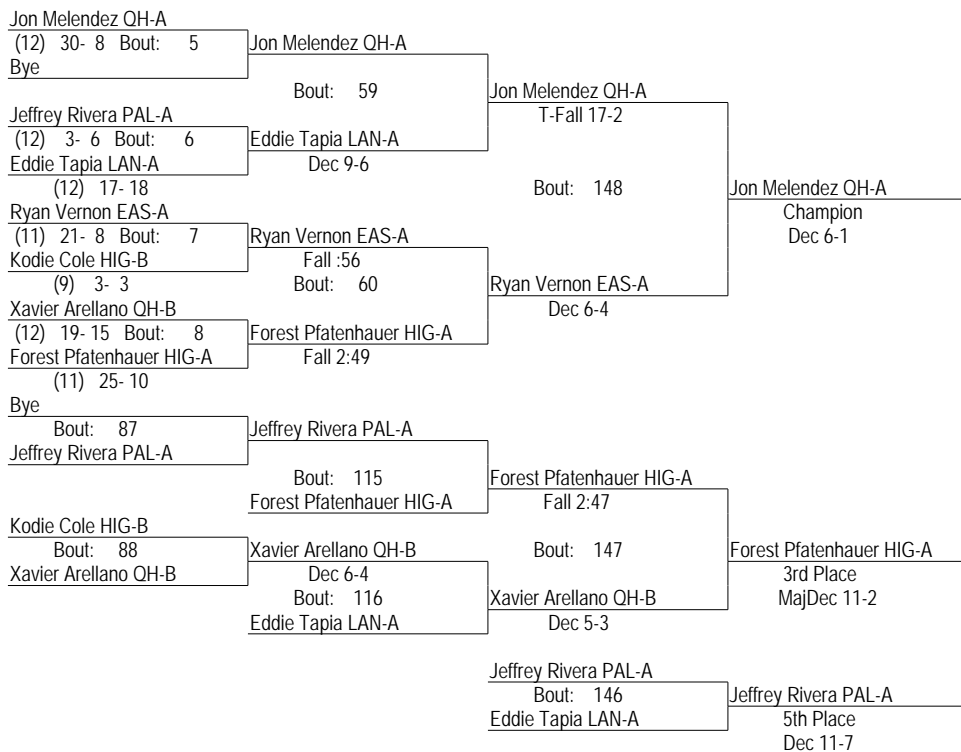 Jon Melendez QH-A
(12) 30- 8 Bout: 5
Bye
Jon Melendez QH-A
Bout: 59
Jeffrey Rivera PAL-A
(12) 3- 6 Bout: 6
Eddie Tapia LAN-A
(12) 17- 18
Eddie Tapia LAN-A
Dec 9-6
Jon Melendez QH-A
T-Fall 17-2
Ryan Vernon EAS-A
(11) 21- 8 Bout: 7
Kodie Cole HIG-B
(9) 3- 3
Ryan Vernon EAS-A
Fall :56
Bout: 60
Xavier Arellano QH-B
(12) 19- 15 Bout: 8
Forest Pfatenhauer HIG-A
(11) 25- 10
Forest Pfatenhauer HIG-A
Fall 2:49
Ryan Vernon EAS-A
Dec 6-4
Bout: 148
Jon Melendez QH-A
Champion
Dec 6-1
Bye
Bout: 87
Jeffrey Rivera PAL-A
Jeffrey Rivera PAL-A
Bout: 115
Forest Pfatenhauer HIG-A
Forest Pfatenhauer HIG-A
Fall 2:47
Kodie Cole HIG-B
Bout: 88
Xavier Arellano QH-B
Xavier Arellano QH-B
Dec 6-4
Bout: 116
Eddie Tapia LAN-A
Xavier Arellano QH-B
Dec 5-3
Bout: 147
Forest Pfatenhauer HIG-A
3rd Place
MajDec 11-2
Jeffrey Rivera PAL-A
Bout: 146
Eddie Tapia LAN-A
Jeffrey Rivera PAL-A
5th Place
Dec 11-7